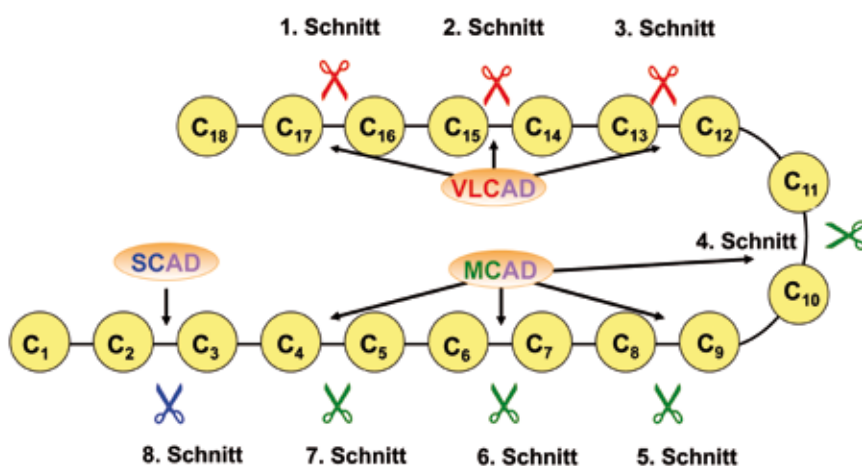 1. Schnitt 2. Schnitt 3. Schnitt
C18 C17 C16 C15 C14 C13 C12
VLCAD
C11
4. Schnitt
SCAD MCAD
C10
C1 C2 C3 C4 C5 C6 C7 C8 C9
8. Schnitt 7. Schnitt 6. Schnitt 5. Schnitt